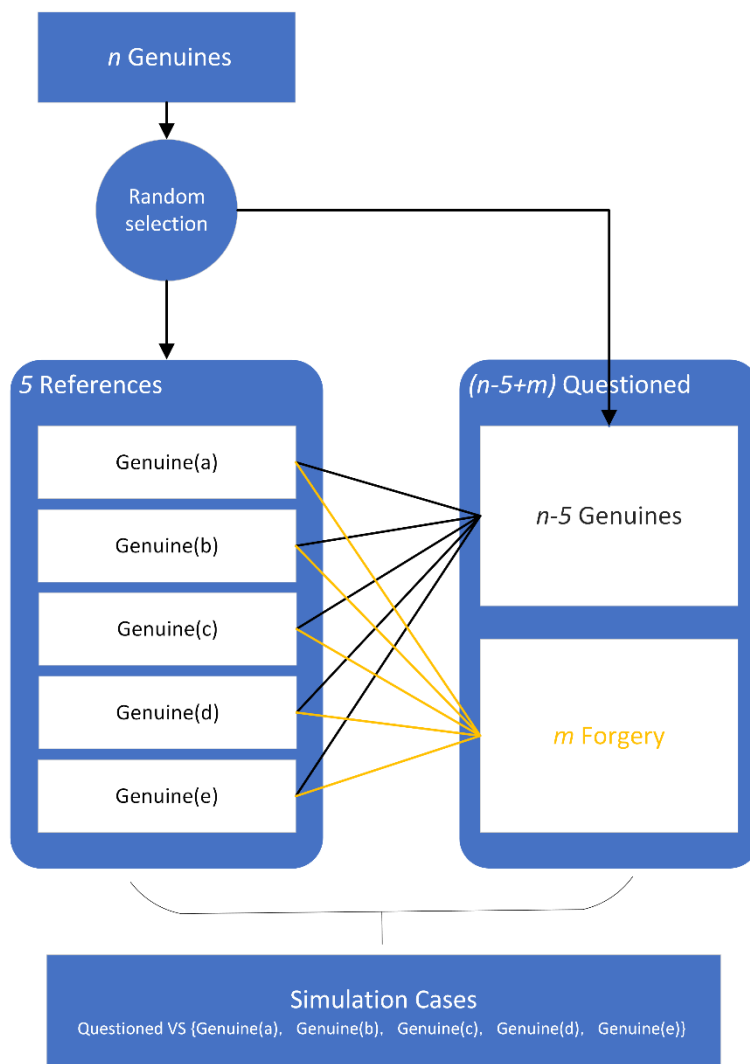 n Genuines
Random
selection
5 References
Genuine(a)
Genuine(b)
Genuine(c)
Genuine(d)
Genuine(e)
(n-5+m) Questioned
n-5 Genuines
m Forgery
Simulation Cases
Questioned VS {Genuine(a),  Genuine(b),  Genuine(c),  Genuine(d),  Genuine(e)}